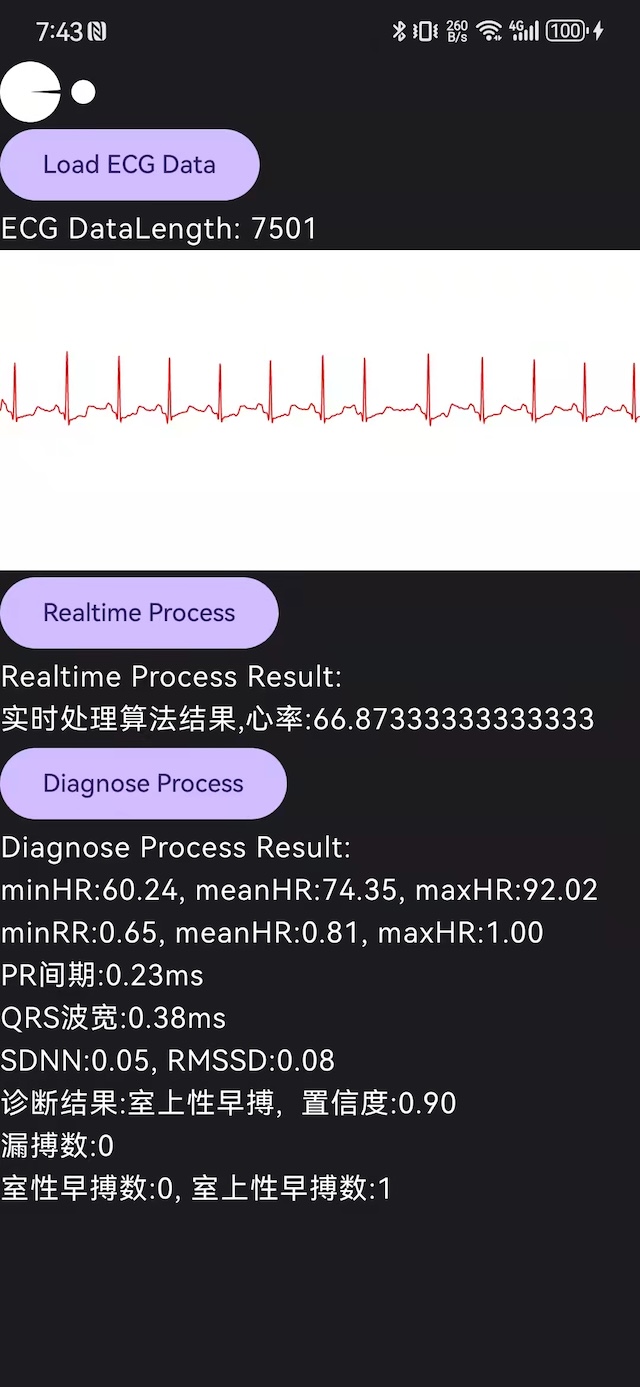 7:43
260 B/s 4G 100
Load ECG Data
ECG DataLength: 7501
Realtime Process
Realtime Process Result:
实时处理算法结果,心率:66.87333333333333
Diagnose Process
Diagnose Process Result:
minHR:60.24, meanHR:74.35, maxHR:92.02
minRR:0.65, meanHR:0.81, maxHR:1.00
PR间期:0.23ms
QRS波宽:0.38ms
SDNN:0.05, RMSSD:0.08
诊断结果:室上性早搏, 置信度:0.90
漏搏数:0
室性早搏数:0, 室上性早搏数:1